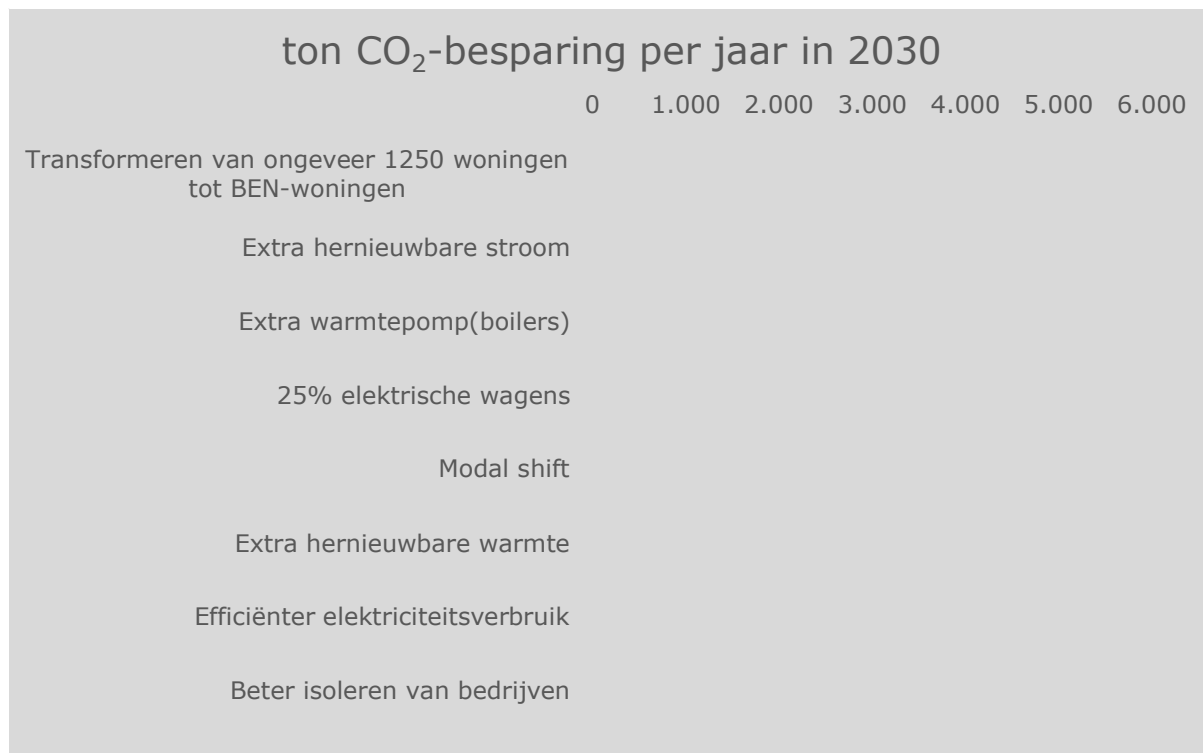 ton CO₂-besparing per jaar in 2030
0 1.000 2.000 3.000 4.000 5.000 6.000
Transformeren van ongeveer 1250 woningen
tot BEN-woningen
Extra hernieuwbare stroom
Extra warmtepomp(boilers)
25% elektrische wagens
Modal shift
Extra hernieuwbare warmte
Efficiënter elektriciteitsverbruik
Beter isoleren van bedrijven